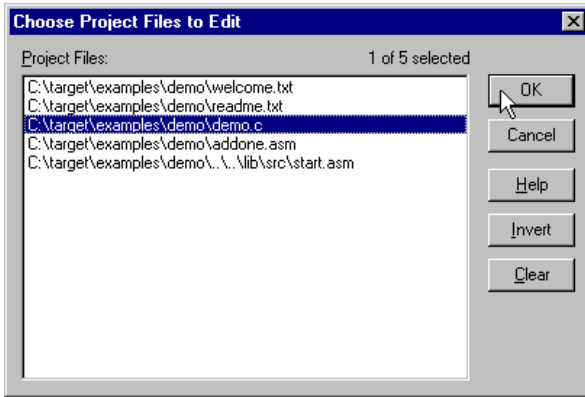 Choose Project Files to Edit
Project Files: 1 of 5 selected
C:\target\examples\demo\welcome.txt
C:\target\examples\demo\readme.txt
C:\target\examples\demo\demo.c
C:\target\examples\demo\addone.asm
C:\target\examples\demo\..\..\lib\src\start.asm
OK
Cancel
Help
Invert
Clear